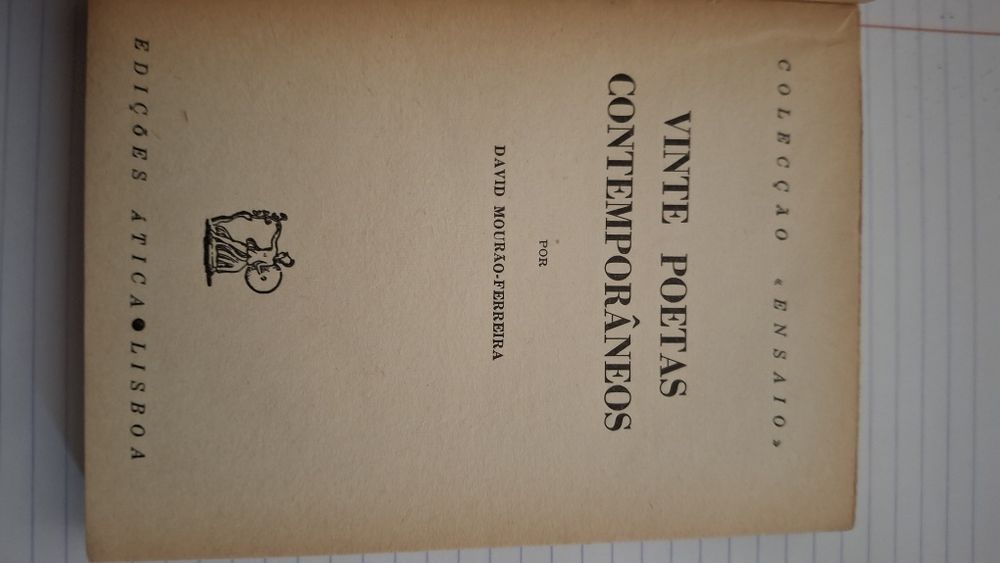 COLECÇÃO «ENSAIO»
VINTE POETAS
CONTEMPORÂNEOS
POR
DAVID MOURÃO-FERREIRA
EDIÇÕES ÁTICA●LISBOA